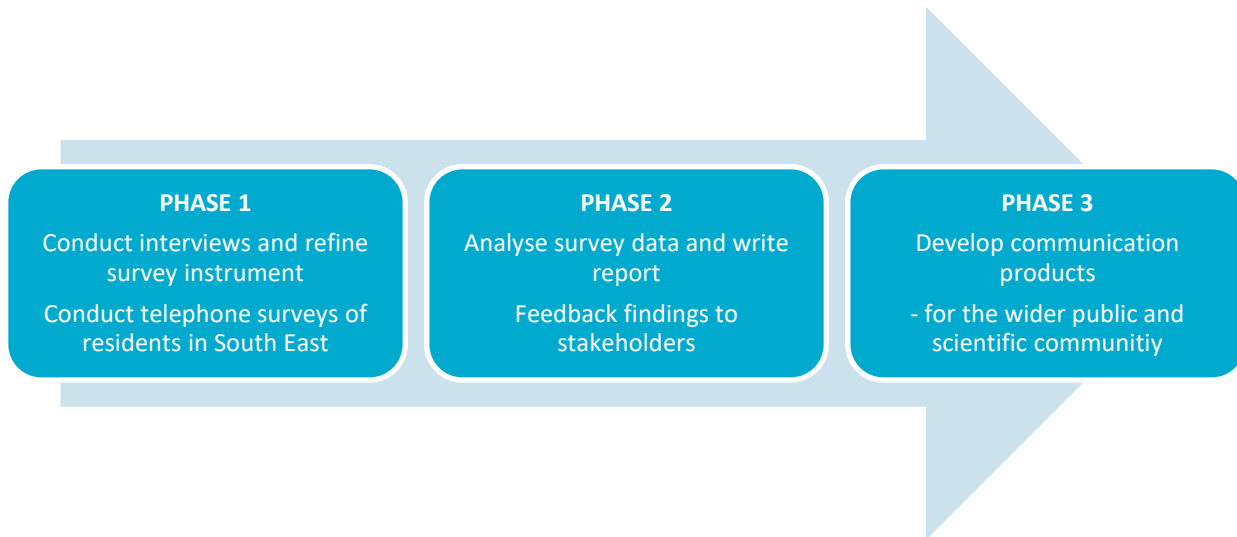 PHASE 1
Conduct interviews and refine
survey instrument
Conduct telephone surveys of
residents in South East
PHASE 2
Analyse survey data and write
report
Feedback findings to
stakeholders
PHASE 3
Develop communication
products
- for the wider public and
scientific communitiy